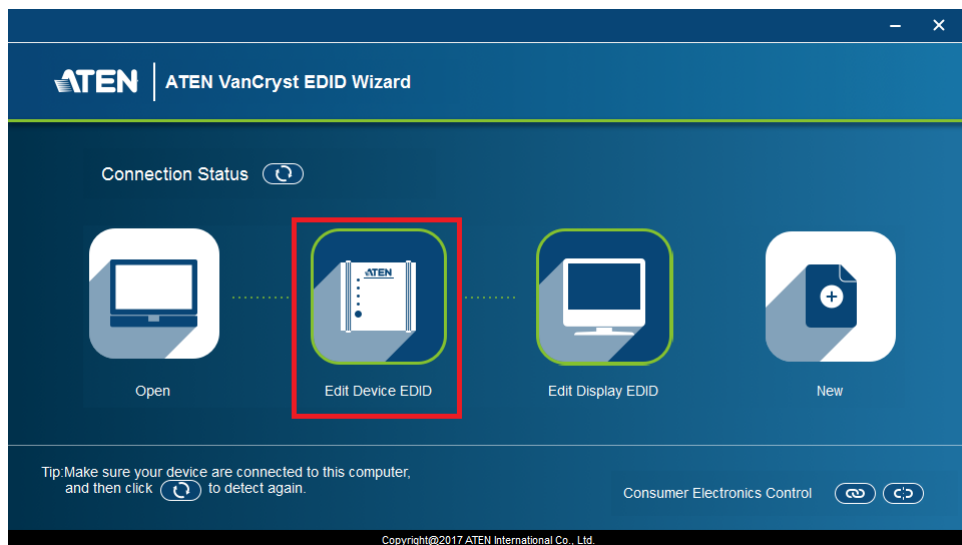 ATEN
ATEN VanCryst EDID Wizard
Connection Status
ATEN
Open
Edit Device EDID
Edit Display EDID
New
Tip:Make sure your device are connected to this computer,
and then click to detect again.
Consumer Electronics Control
Copyright@2017 ATEN International Co., Ltd.